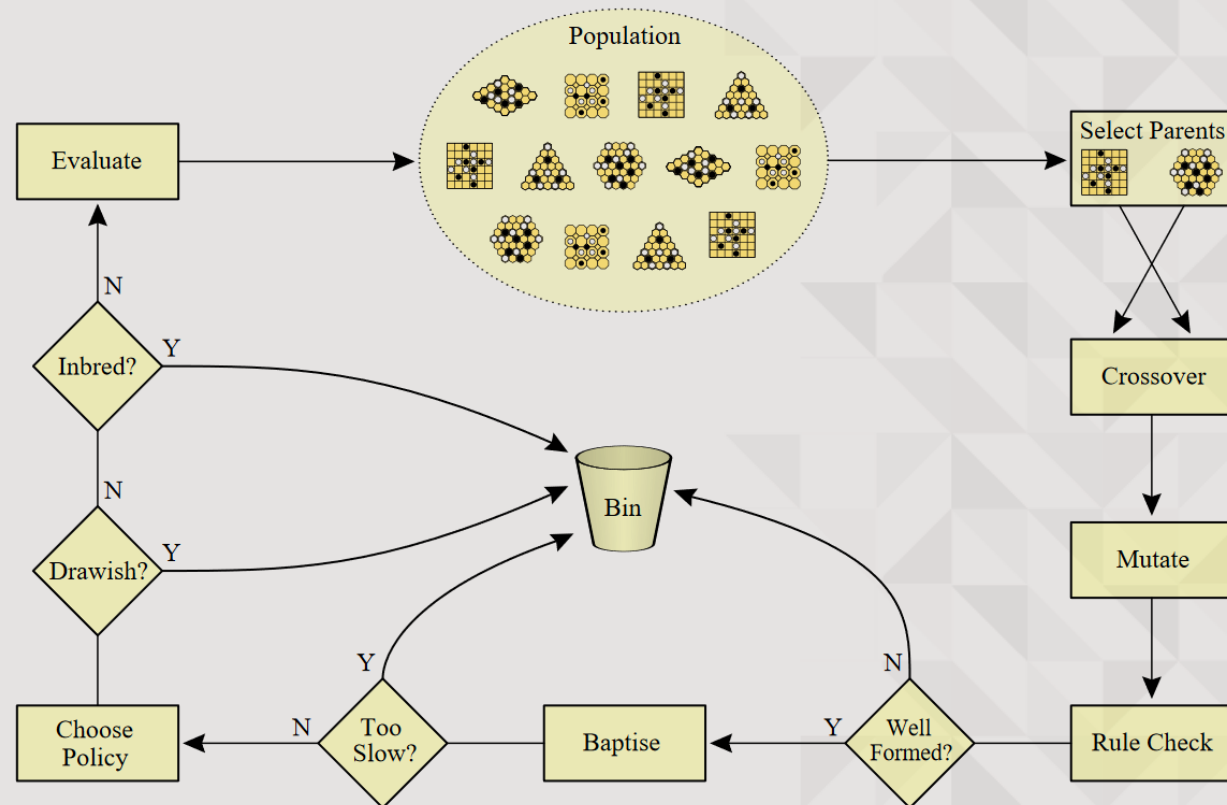 Population
Select Parents
Evaluate
N
Inbred?
Y
Crossover
N
Bin
Drawish?
Y
Mutate
Y
N
Choose
Policy
N
Too
Slow?
Baptise
Y
Well
Formed?
Rule Check